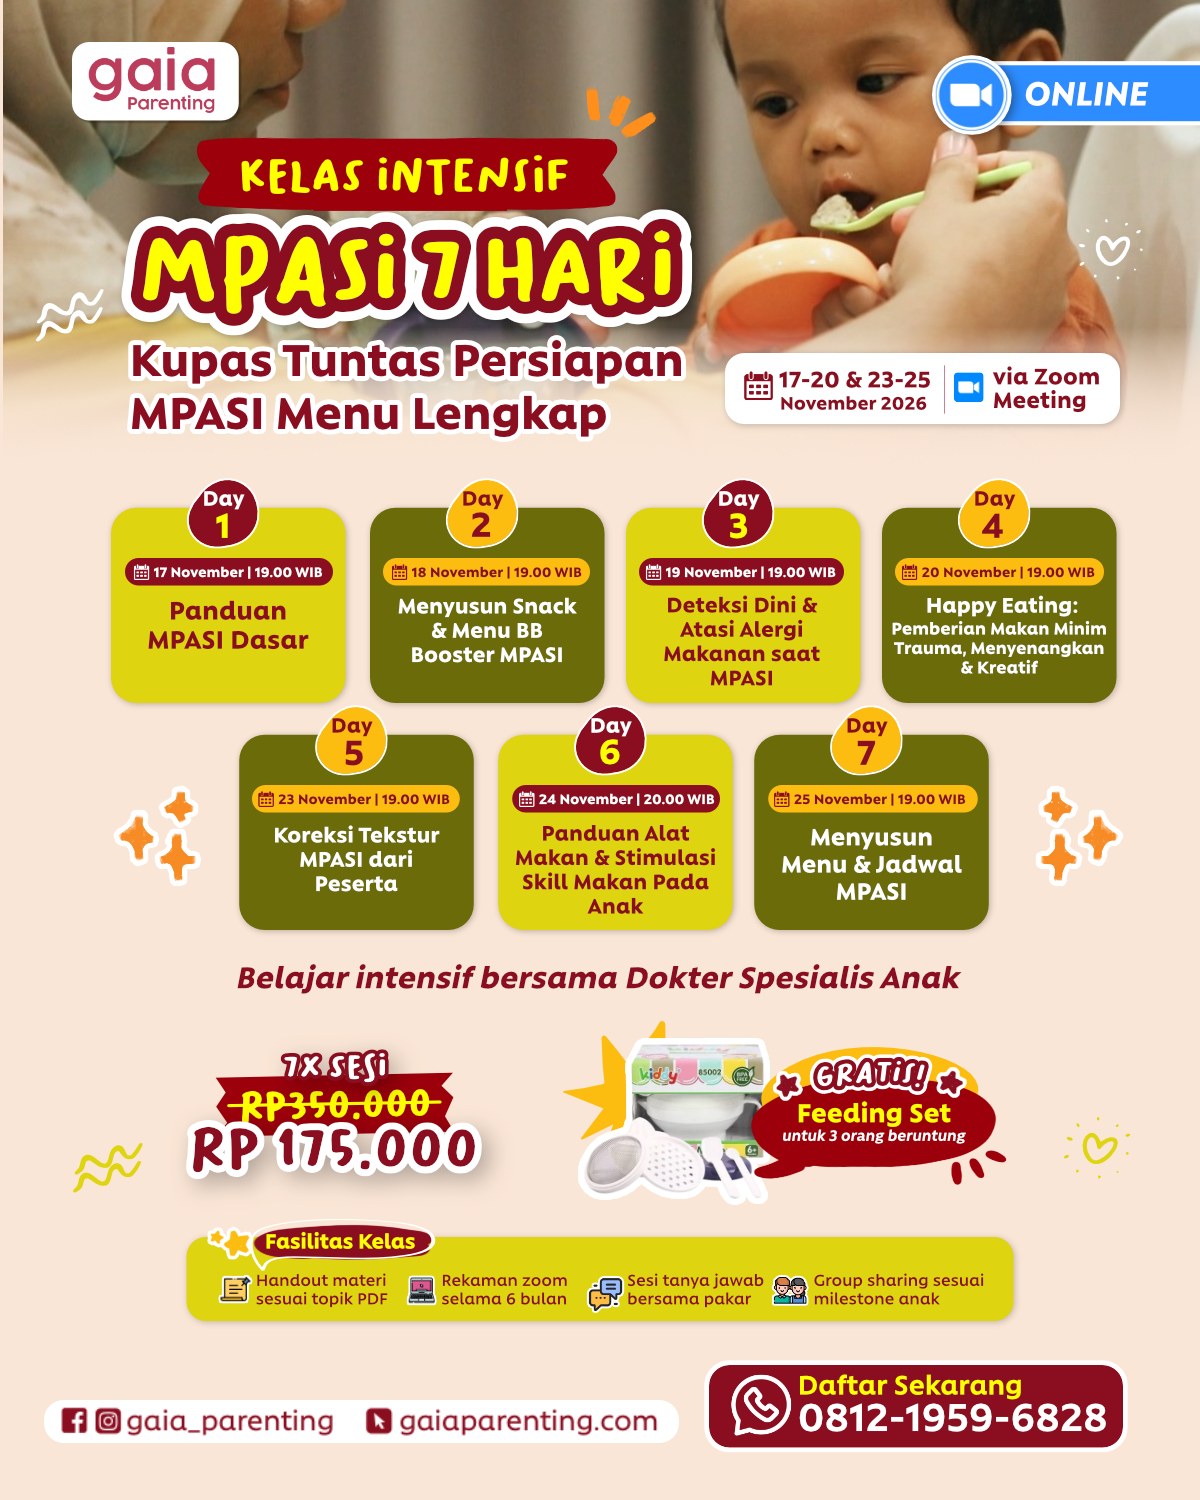 gaia
Parenting
ONLINE
KELAS iNTENSiF
MPASi 7 HARi
Kupas Tuntas Persiapan
MPASI Menu Lengkap
17-20 & 23-25
November 2026
via Zoom
Meeting
Day
1
17 November | 19.00 WIB
Panduan
MPASI Dasar
Day
2
18 November | 19.00 WIB
Menyusun Snack
& Menu BB
Booster MPASI
Day
3
19 November | 19.00 WIB
Deteksi Dini &
Atasi Alergi
Makanan saat
MPASI
Day
4
20 November | 19.00 WIB
Happy Eating:
Pemberian Makan Minim
Trauma, Menyenangkan
& Kreatif
Day
5
23 November | 19.00 WIB
Koreksi Tekstur
MPASI dari
Peserta
Day
6
24 November | 20.00 WIB
Panduan Alat
Makan & Stimulasi
Skill Makan Pada
Anak
Day
7
25 November | 19.00 WIB
Menyusun
Menu & Jadwal
MPASI
Belajar intensif bersama Dokter Spesialis Anak
7X SESi
RP350.000
RP 175.000
kiddy
85002
BPA FREE
6+
GRATiS!
Feeding Set
untuk 3 orang beruntung
Fasilitas Kelas
Handout materi
sesuai topik PDF
Rekaman zoom
selama 6 bulan
Sesi tanya jawab
bersama pakar
Group sharing sesuai
milestone anak
gaia_parenting
gaiaparenting.com
Daftar Sekarang
0812-1959-6828